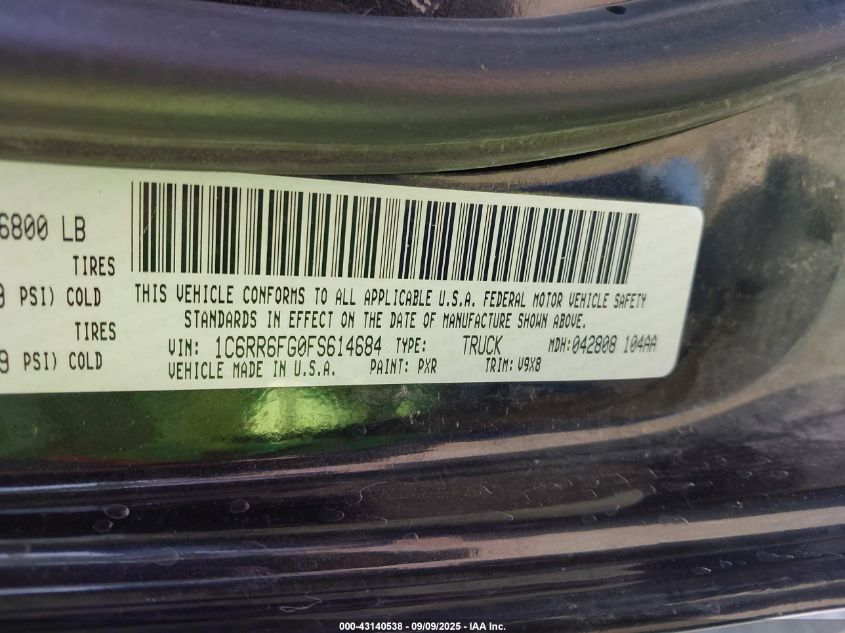 6800 LB
TIRES
PSI) COLD
TIRES
PSI) COLD
THIS VEHICLE CONFORMS TO ALL APPLICABLE U.S.A. FEDERAL MOTOR VEHICLE SAFETY
STANDARDS IN EFFECT ON THE DATE OF MANUFACTURE SHOWN ABOVE.
VIN: 1C6RR6FG0FS614684 TYPE: TRUCK MDH:042808 104AA
VEHICLE MADE IN U.S.A. PAINT: PXR TRIM: V9X8
000-43140538 - 09/09/2025 - IAA Inc.